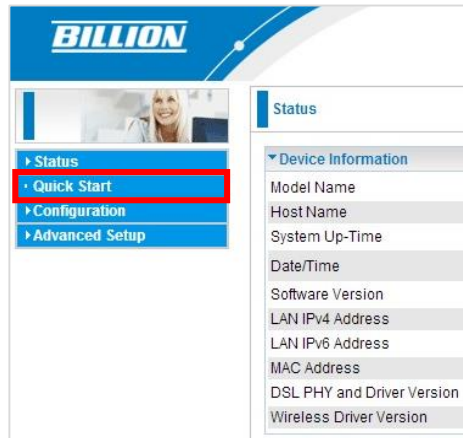 BILLION
Status
Quick Start
Configuration
Advanced Setup
Status
Device Information
Model Name
Host Name
System Up-Time
Date/Time
Software Version
LAN IPv4 Address
LAN IPv6 Address
MAC Address
DSL PHY and Driver Version
Wireless Driver Version